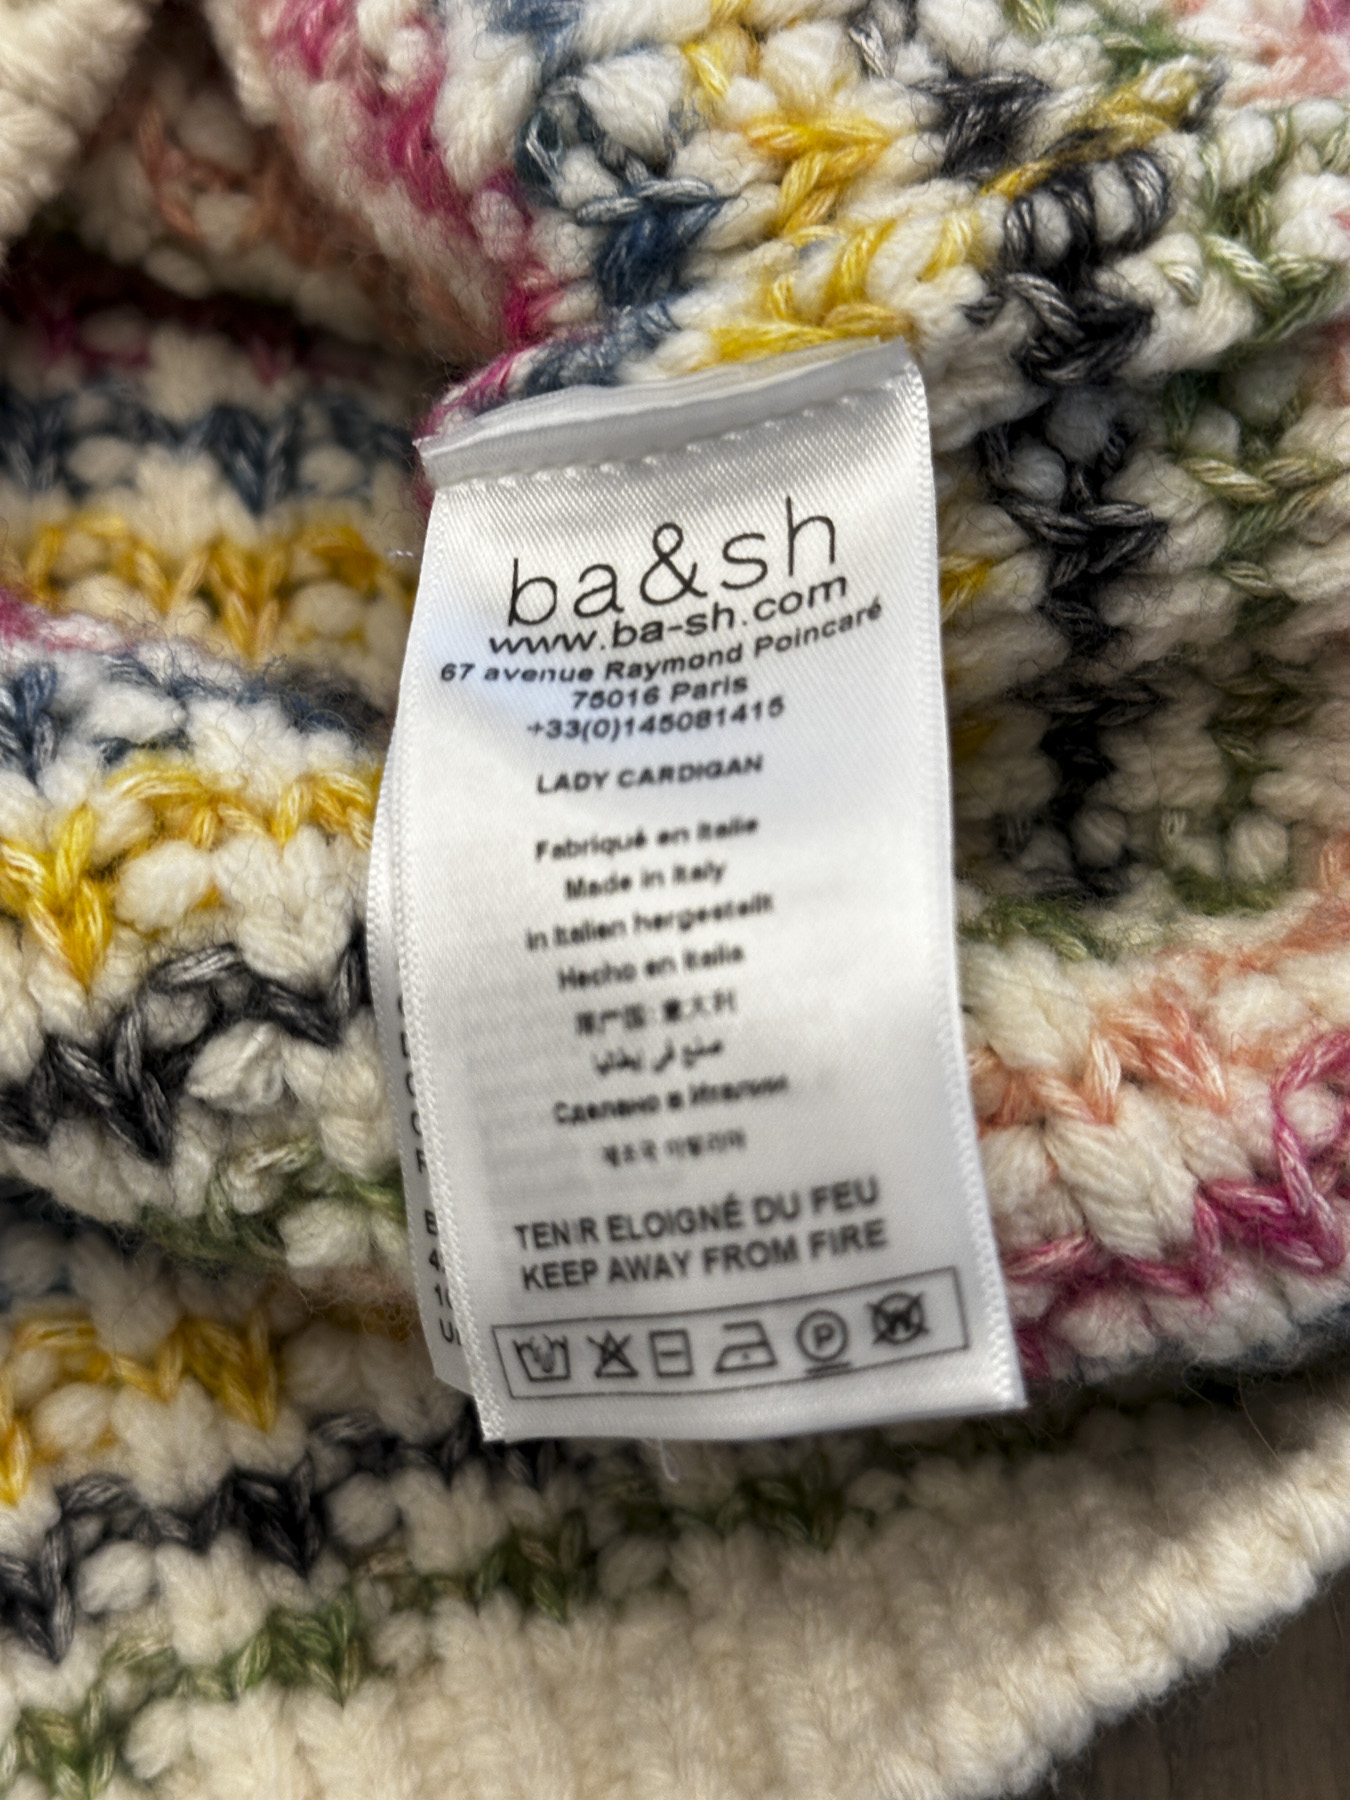 ba&sh
www.ba-sh.com
67 avenue Raymond Poincaré
75016 Paris
+33(0)145081415
LADY CARDIGAN
Fabriqué en Italie
Made in Italy
in Italien hergestellt
Hecho en Italia
原产国: 意大利
صنع في إيطاليا
Сделано в Италии
제조국 이탈리아
TENIR ELOIGNÉ DU FEU
KEEP AWAY FROM FIRE
P
W